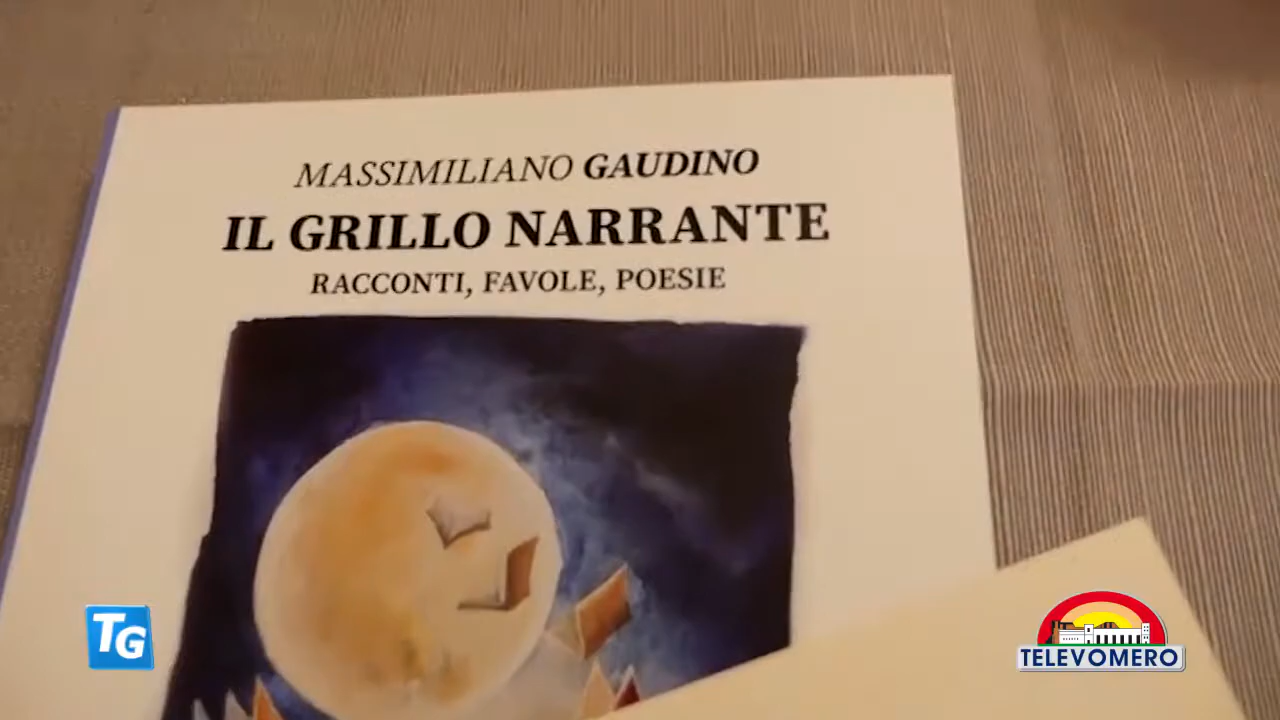 MASSIMILIANO GAUDINO
IL GRILLO NARRANTE
RACCONTI, FAVOLE, POESIE
TG
TELEVOMERO